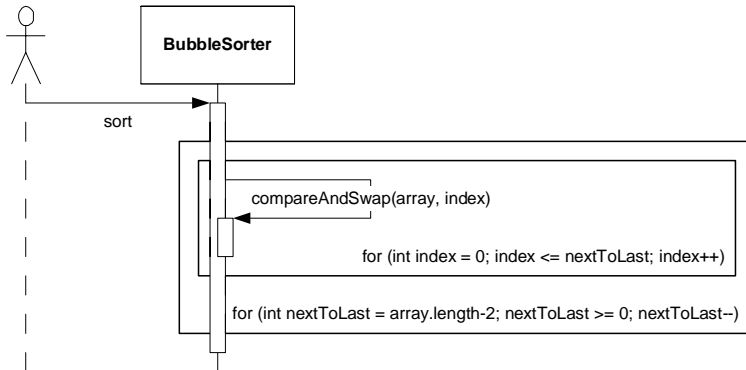 BubbleSorter
sort
compareAndSwap(array, index)
for (int index = 0; index <= nextToLast; index++)
for (int nextToLast = array.length-2; nextToLast >= 0; nextToLast--)